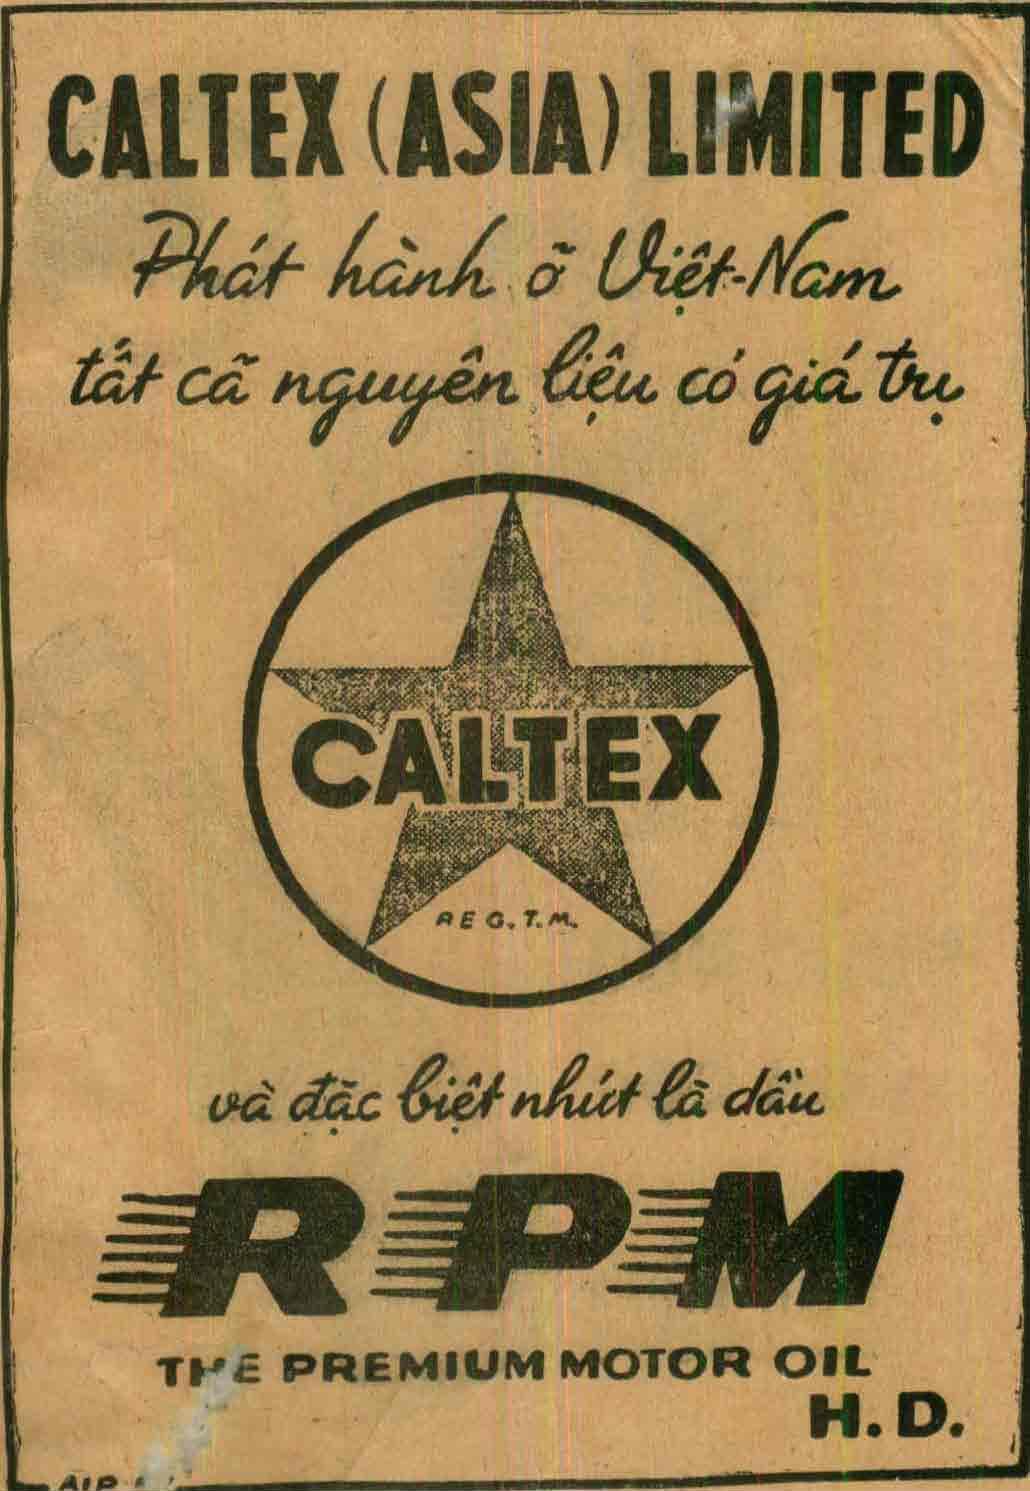 CALTEX (ASIA) LIMITED
Phát hành ỡ Việt-Nam
tất cã nguyên liệu có giá trị
CALTEX
REG. T.M.
và đặc biệt nhứt là dầu
RPM
THE PREMIUM MOTOR OIL
H. D.